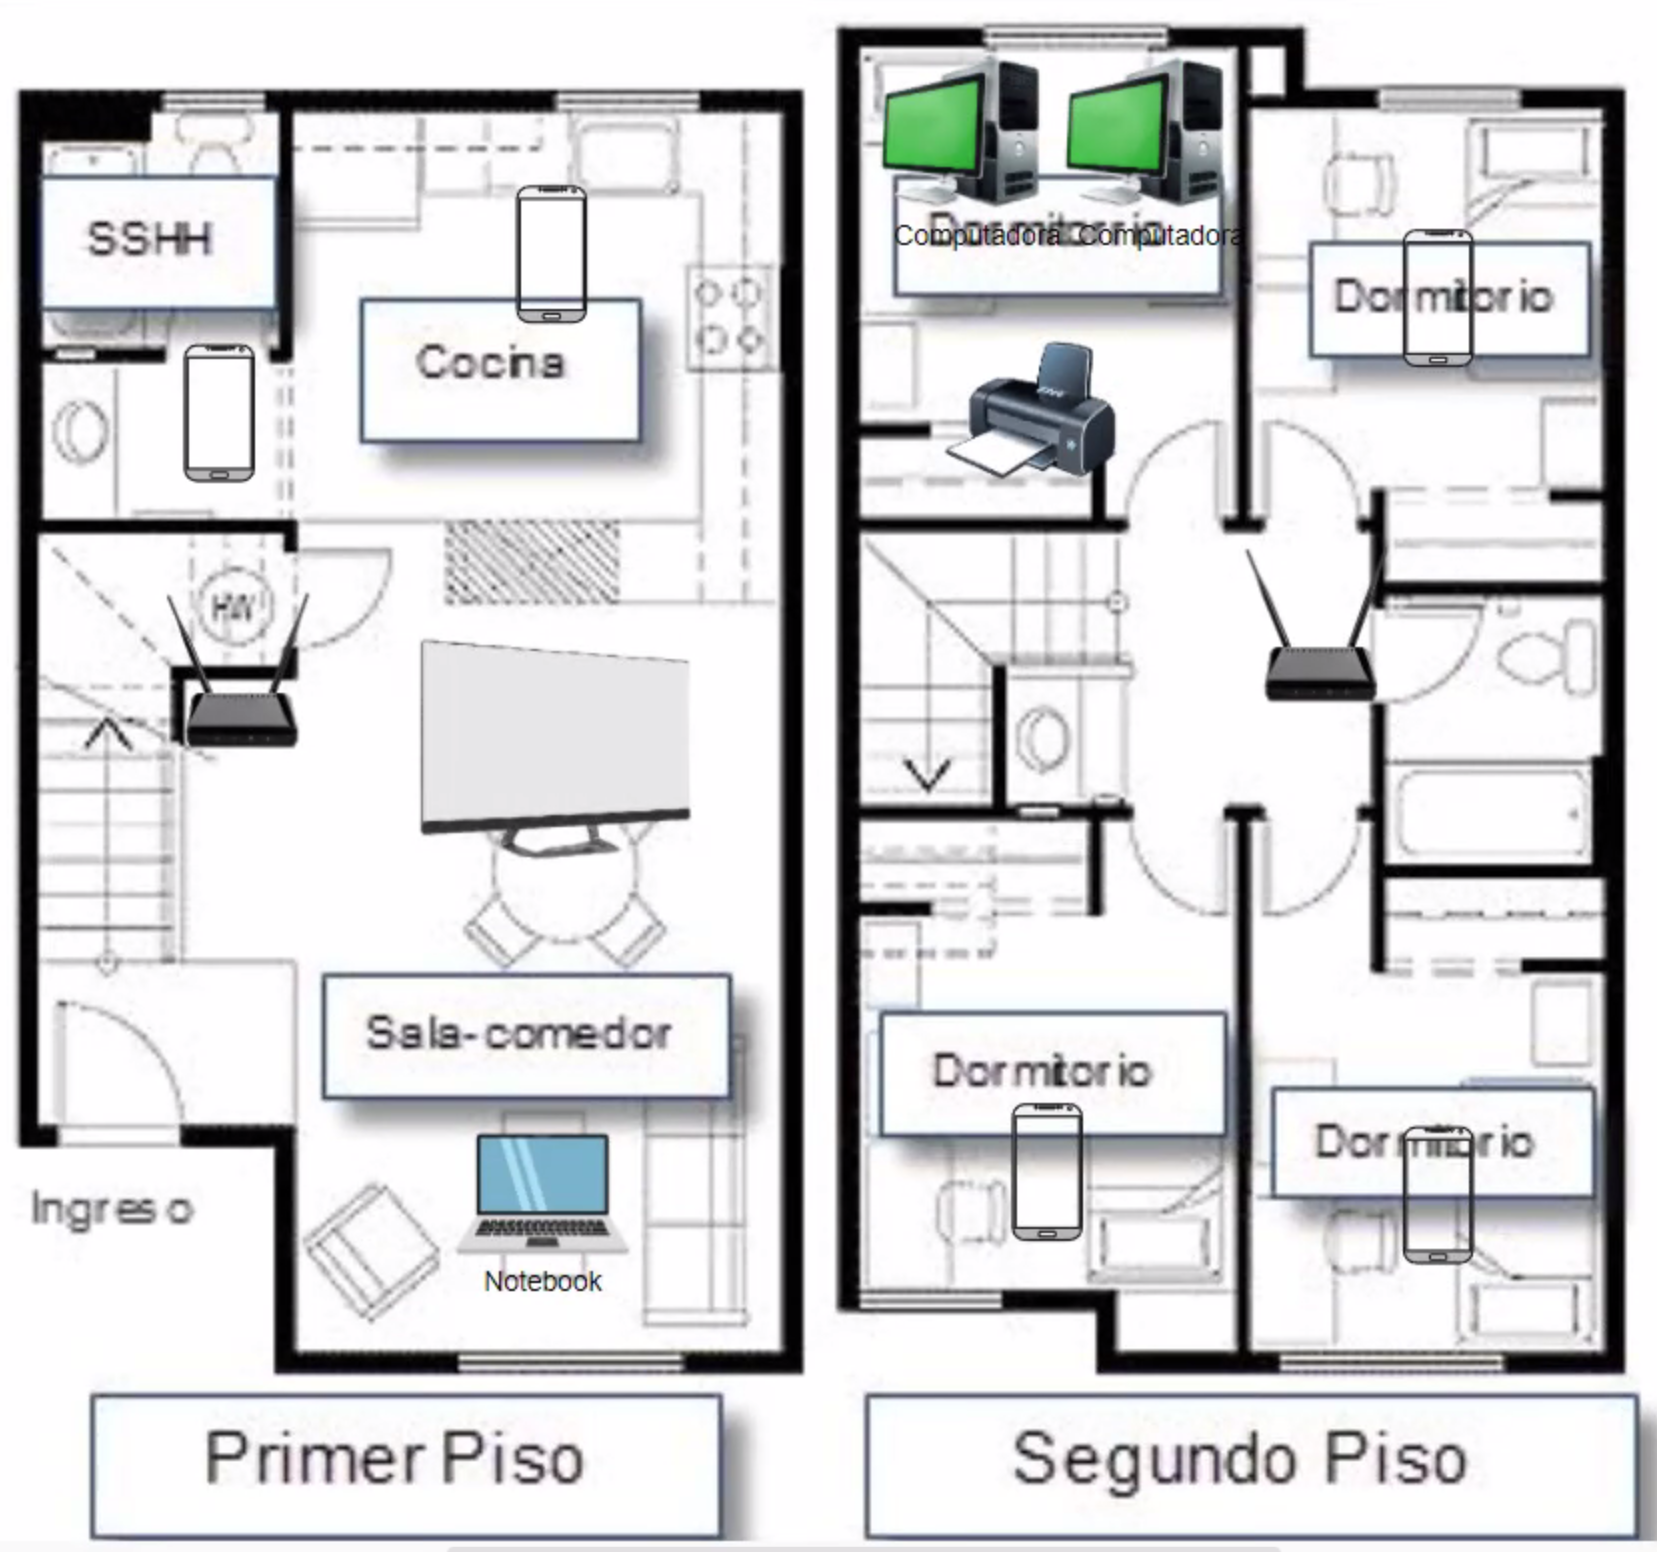 SSHH
Cocina
HW
Sala-comedor
Notebook
Ingreso
Primer Piso
Dormitorio
Computadora
Computadora
Dormitorio
Dormitorio
Dormitorio
Segundo Piso